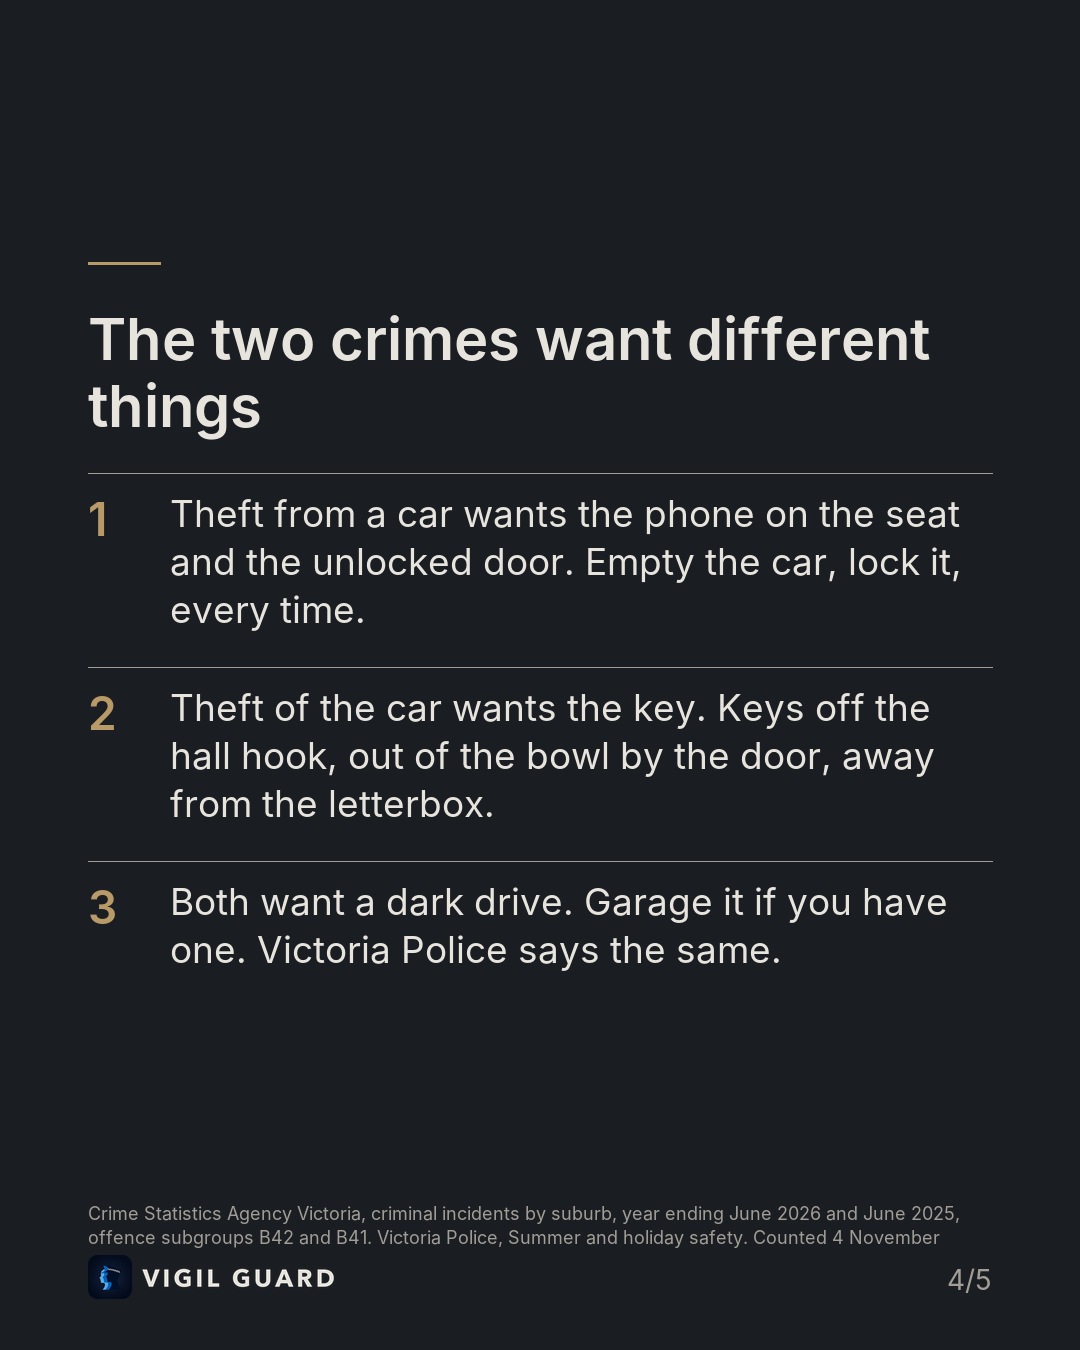 The two crimes want different
things
1
Theft from a car wants the phone on the seat
and the unlocked door. Empty the car, lock it,
every time.
2
Theft of the car wants the key. Keys off the
hall hook, out of the bowl by the door, away
from the letterbox.
3
Both want a dark drive. Garage it if you have
one. Victoria Police says the same.
Crime Statistics Agency Victoria, criminal incidents by suburb, year ending June 2026 and June 2025,
offence subgroups B42 and B41. Victoria Police, Summer and holiday safety. Counted 4 November
VIGIL GUARD
4/5